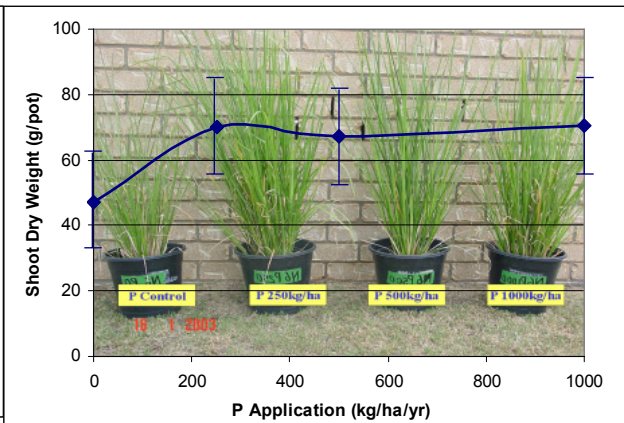 100
80
60
40
20
0
Shoot Dry Weight (g/pot)
P Control
P 250kg/ha
P 500kg/ha
P 1000kg/ha
16 1 2003
0 200 400 600 800 1000
P Application (kg/ha/yr)